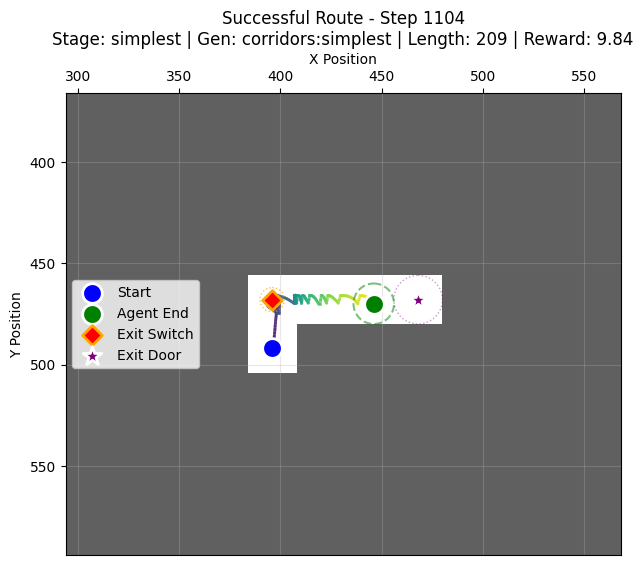 Successful Route - Step 1104
Stage: simplest | Gen: corridors:simplest | Length: 209 | Reward: 9.84
X Position
300 350 400 450 500 550
Y Position
400
450
500
550
Start
Agent End
Exit Switch
Exit Door